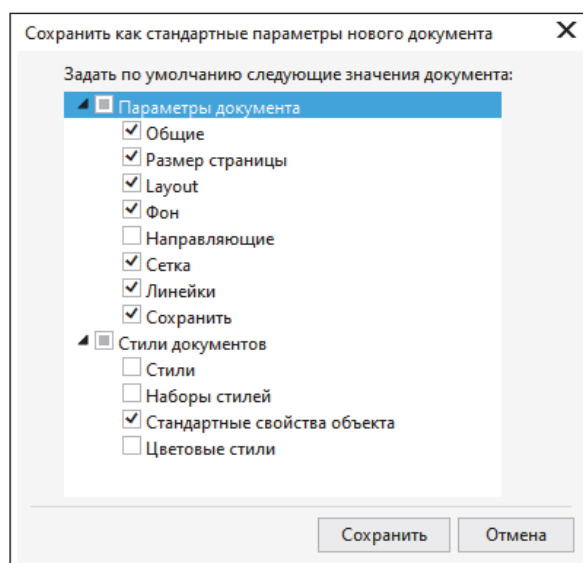 Сохранить как стандартные параметры нового документа
Задать по умолчанию следующие значения документа:
Параметры документа
Общие
Размер страницы
Layout
Фон
Направляющие
Сетка
Линейки
Сохранить
Стили документов
Стили
Наборы стилей
Стандартные свойства объекта
Цветовые стили
Сохранить Отмена